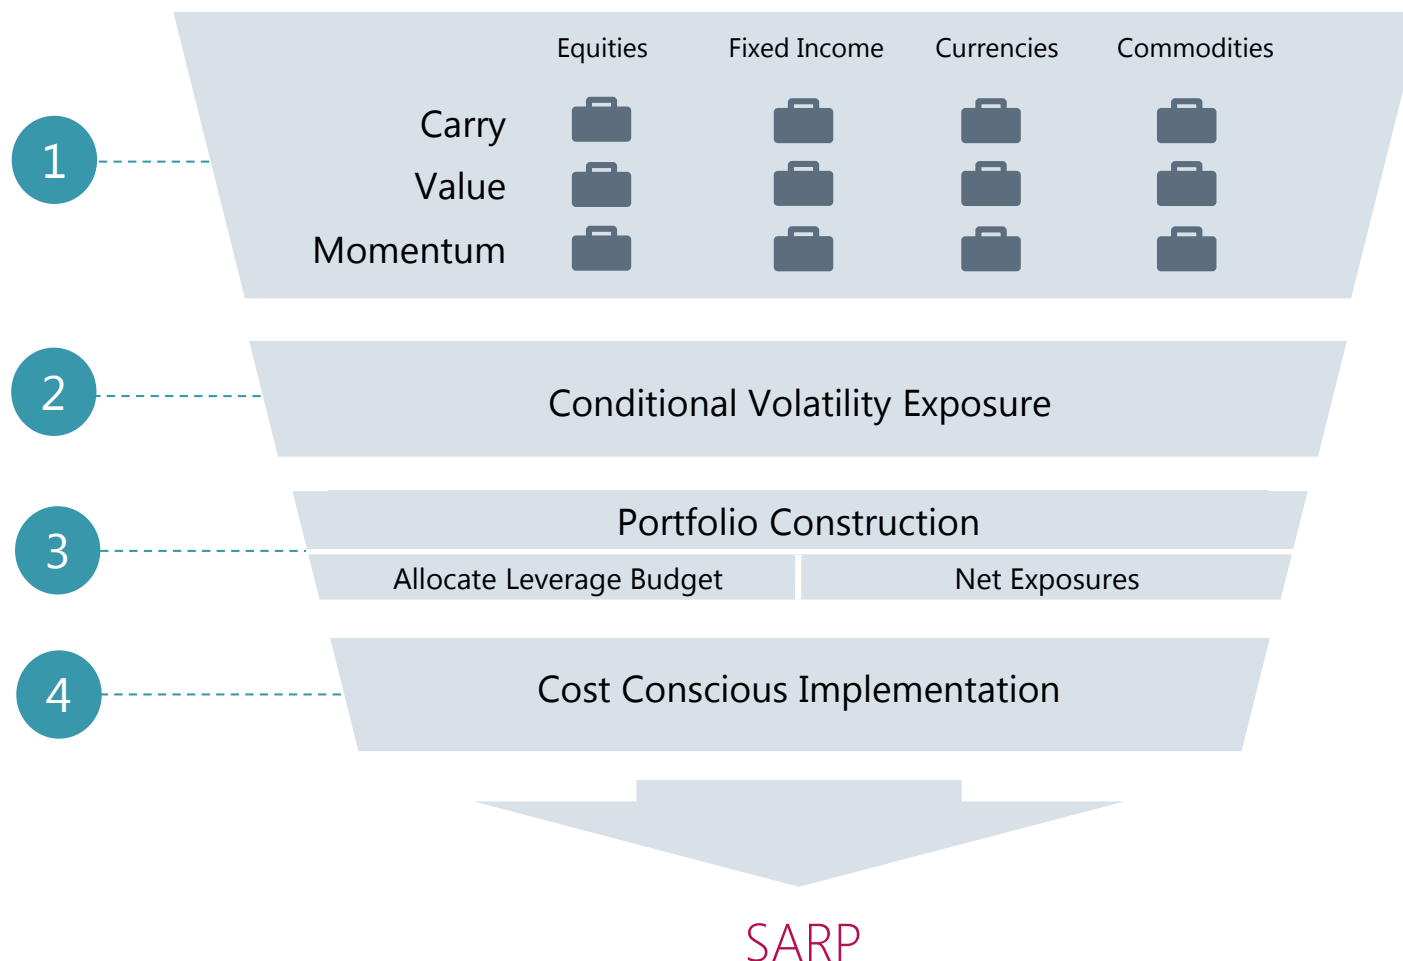 Equities Fixed Income Currencies Commodities
Carry
1
Value
Momentum
2
Conditional Volatility Exposure
3
Portfolio Construction
Allocate Leverage Budget Net Exposures
4
Cost Conscious Implementation
SARP